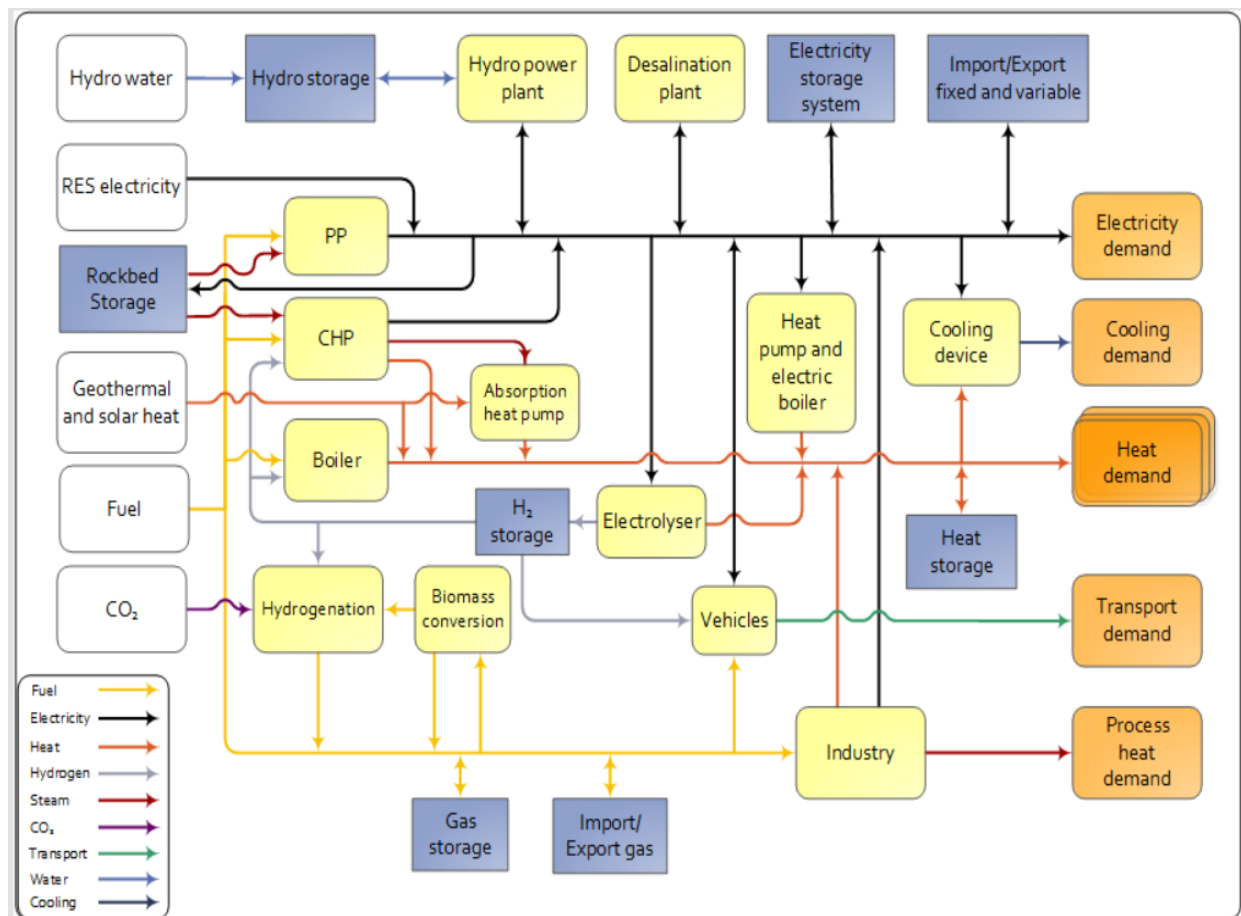 Hydro water
Hydro storage
Hydro power
plant
Desalination
plant
Electricity
storage
system
Import/Export
fixed and variable
RES electricity
PP
Electricity
demand
Rockbed
Storage
CHP
Heat
pump and
electric
boiler
Cooling
device
Cooling
demand
Geothermal
and solar heat
Absorption
heat pump
Boiler
Heat
demand
Fuel
H₂
storage
Electrolyser
Heat
storage
CO₂
Hydrogenation
Biomass
conversion
Vehicles
Transport
demand
Fuel
Electricity
Heat
Hydrogen
Steam
CO₂
Transport
Water
Cooling
Industry
Process
heat
demand
Gas
storage
Import/
Export gas